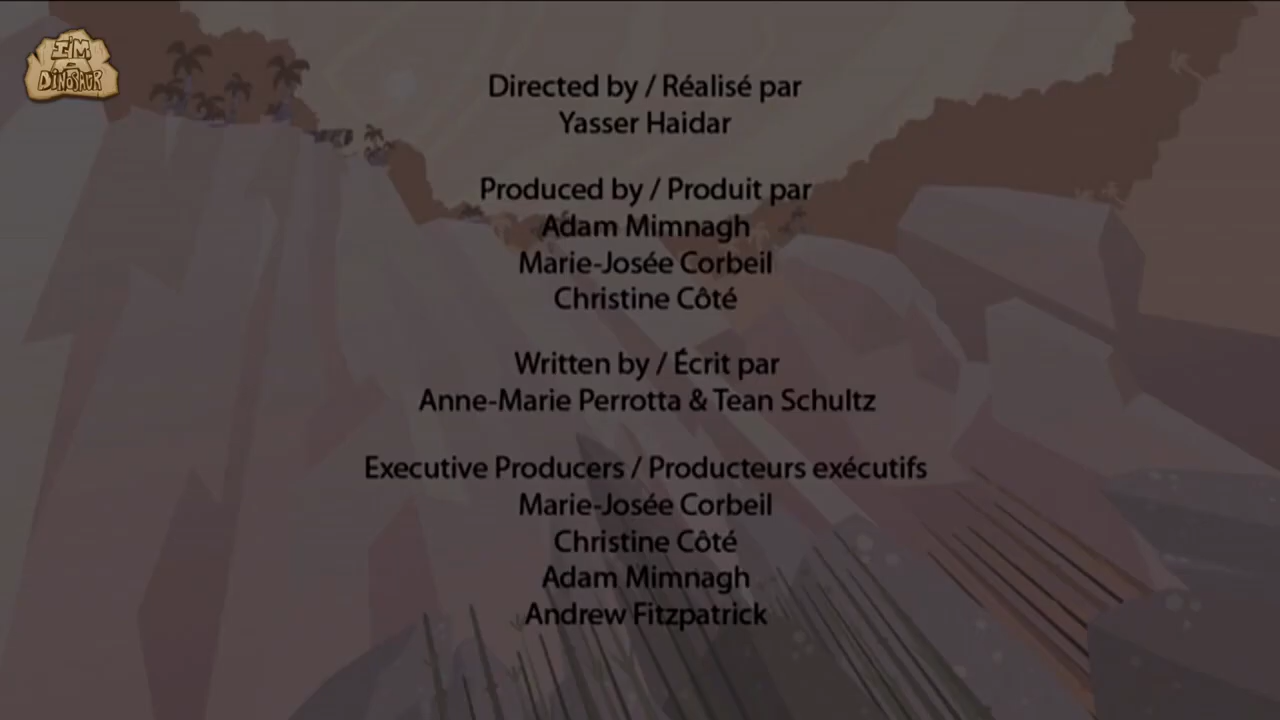 I'M
A
DINOSAUR
Directed by / Réalisé par
Yasser Haidar
Produced by / Produit par
Adam Mimnagh
Marie-Josée Corbeil
Christine Côté
Written by / Écrit par
Anne-Marie Perrotta & Tean Schultz
Executive Producers / Producteurs exécutifs
Marie-Josée Corbeil
Christine Côté
Adam Mimnagh
Andrew Fitzpatrick